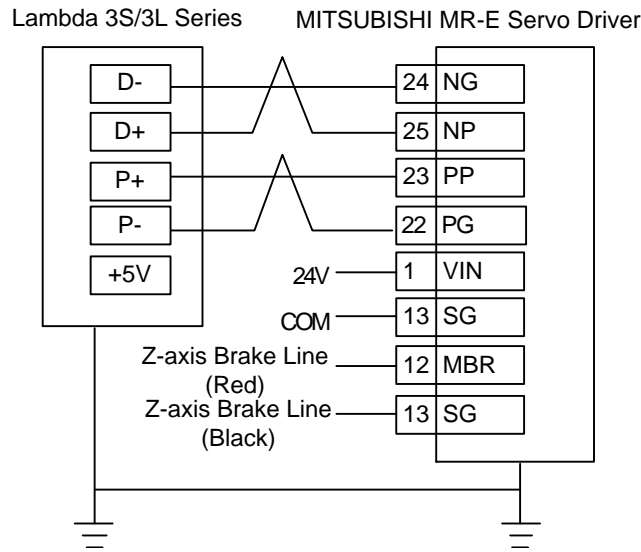 Lambda 3S/3L Series
MITSUBISHI MR-E Servo Driver
D-
24 NG
D+
25 NP
P+
23 PP
P-
22 PG
+5V
24V
1 VIN
COM
13 SG
Z-axis Brake Line
(Red)
12 MBR
Z-axis Brake Line
(Black)
13 SG